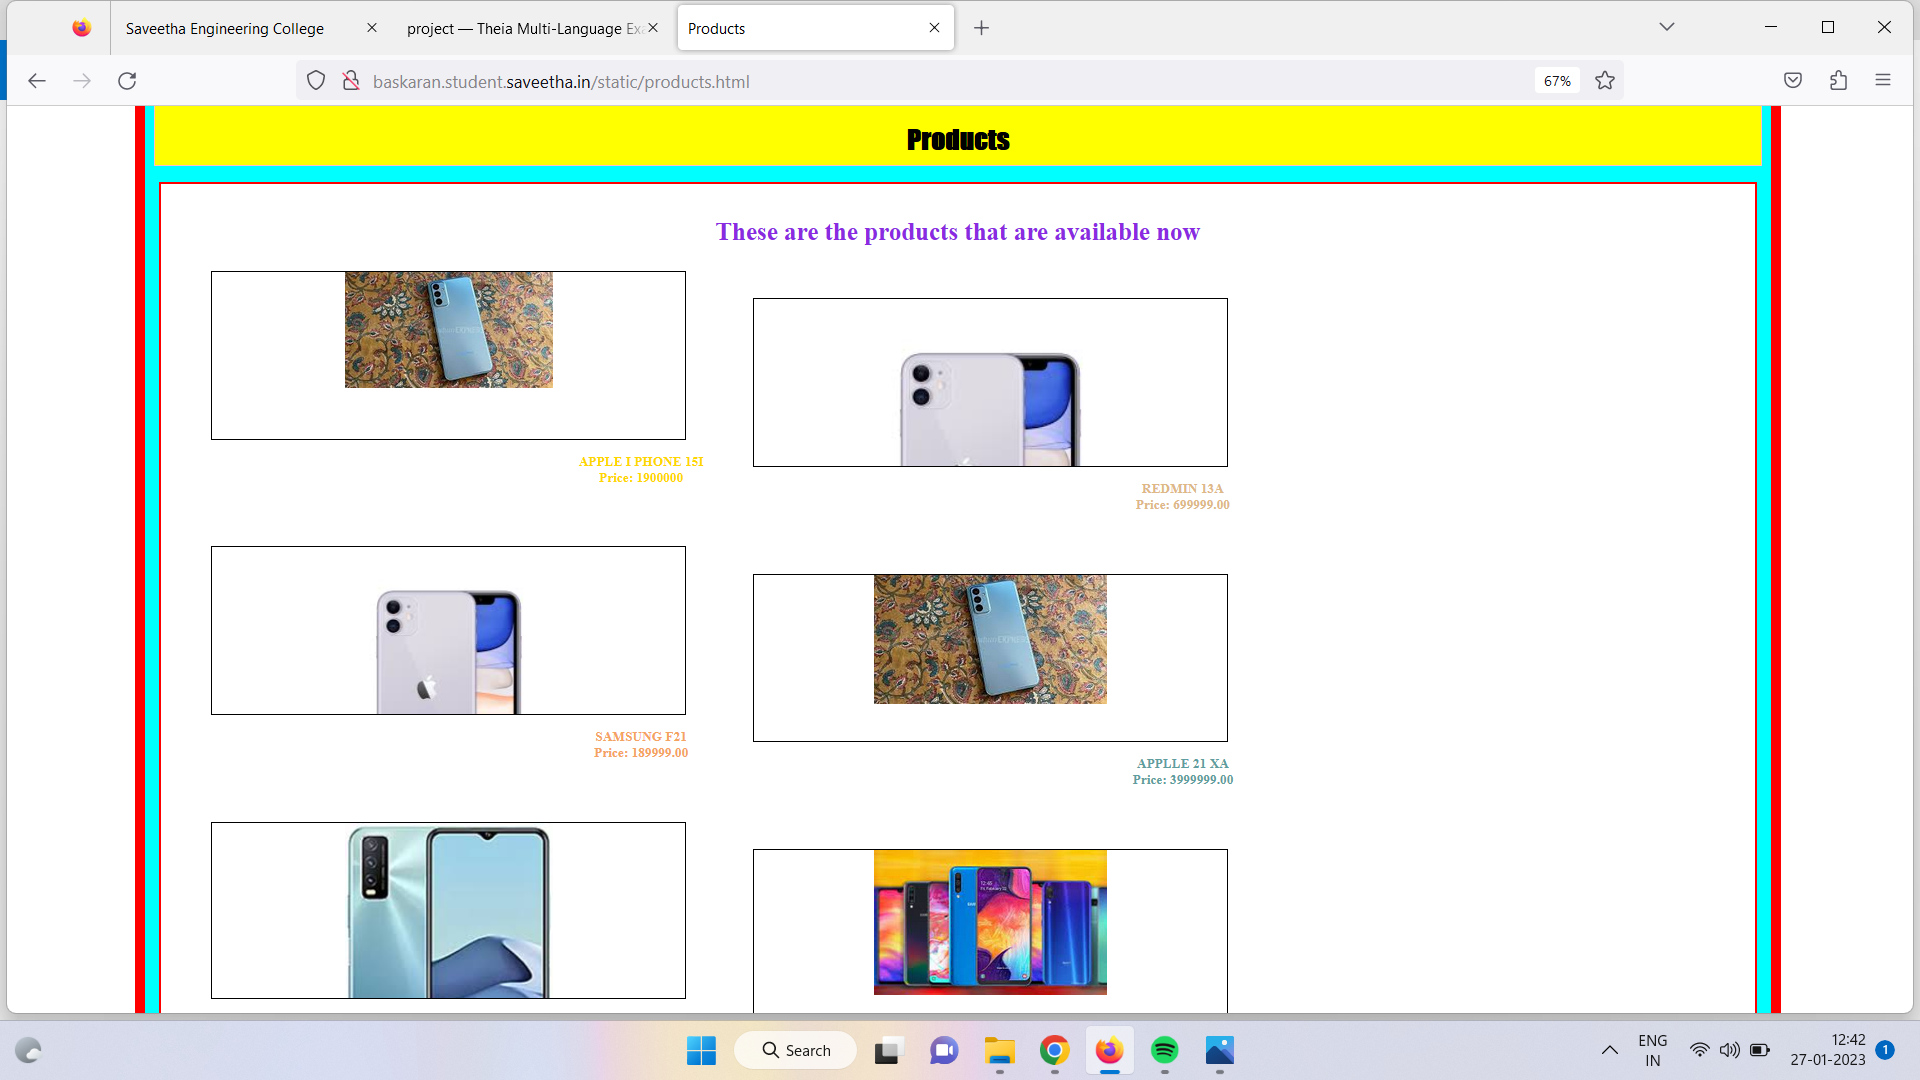 Saveetha Engineering College
project — Theia Multi-Language Exa
Products
baskaran.student.saveetha.in/static/products.html
67%
Products
These are the products that are available now
APPLE I PHONE 15I
Price: 1900000
REDMIN 13A
Price: 699999.00
SAMSUNG F21
Price: 189999.00
APPLLE 21 XA
Price: 3999999.00
Search
ENG
IN
12:42
27-01-2023
1